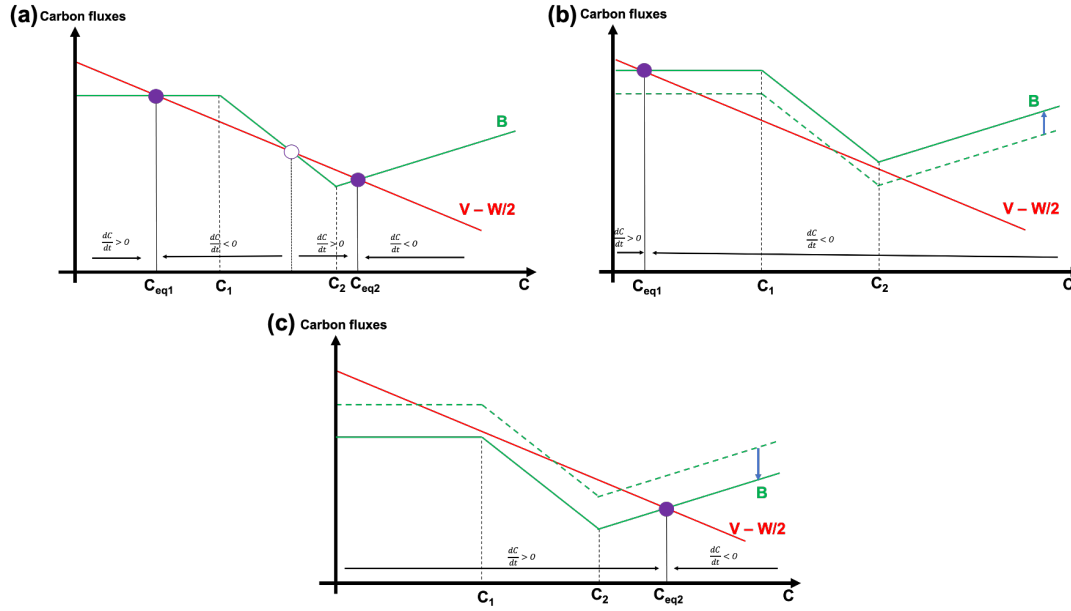 (a) Carbon fluxes
B
V – W/2
dC/dt > 0 dC/dt < 0 dC/dt > 0 dC/dt < 0
Ceq1 C1 C2 Ceq2 C
(b) Carbon fluxes
B
V – W/2
dC/dt > 0 dC/dt < 0
Ceq1 C1 C2 C
(c) Carbon fluxes
B
V – W/2
dC/dt > 0 dC/dt < 0
C1 C2 Ceq2 C